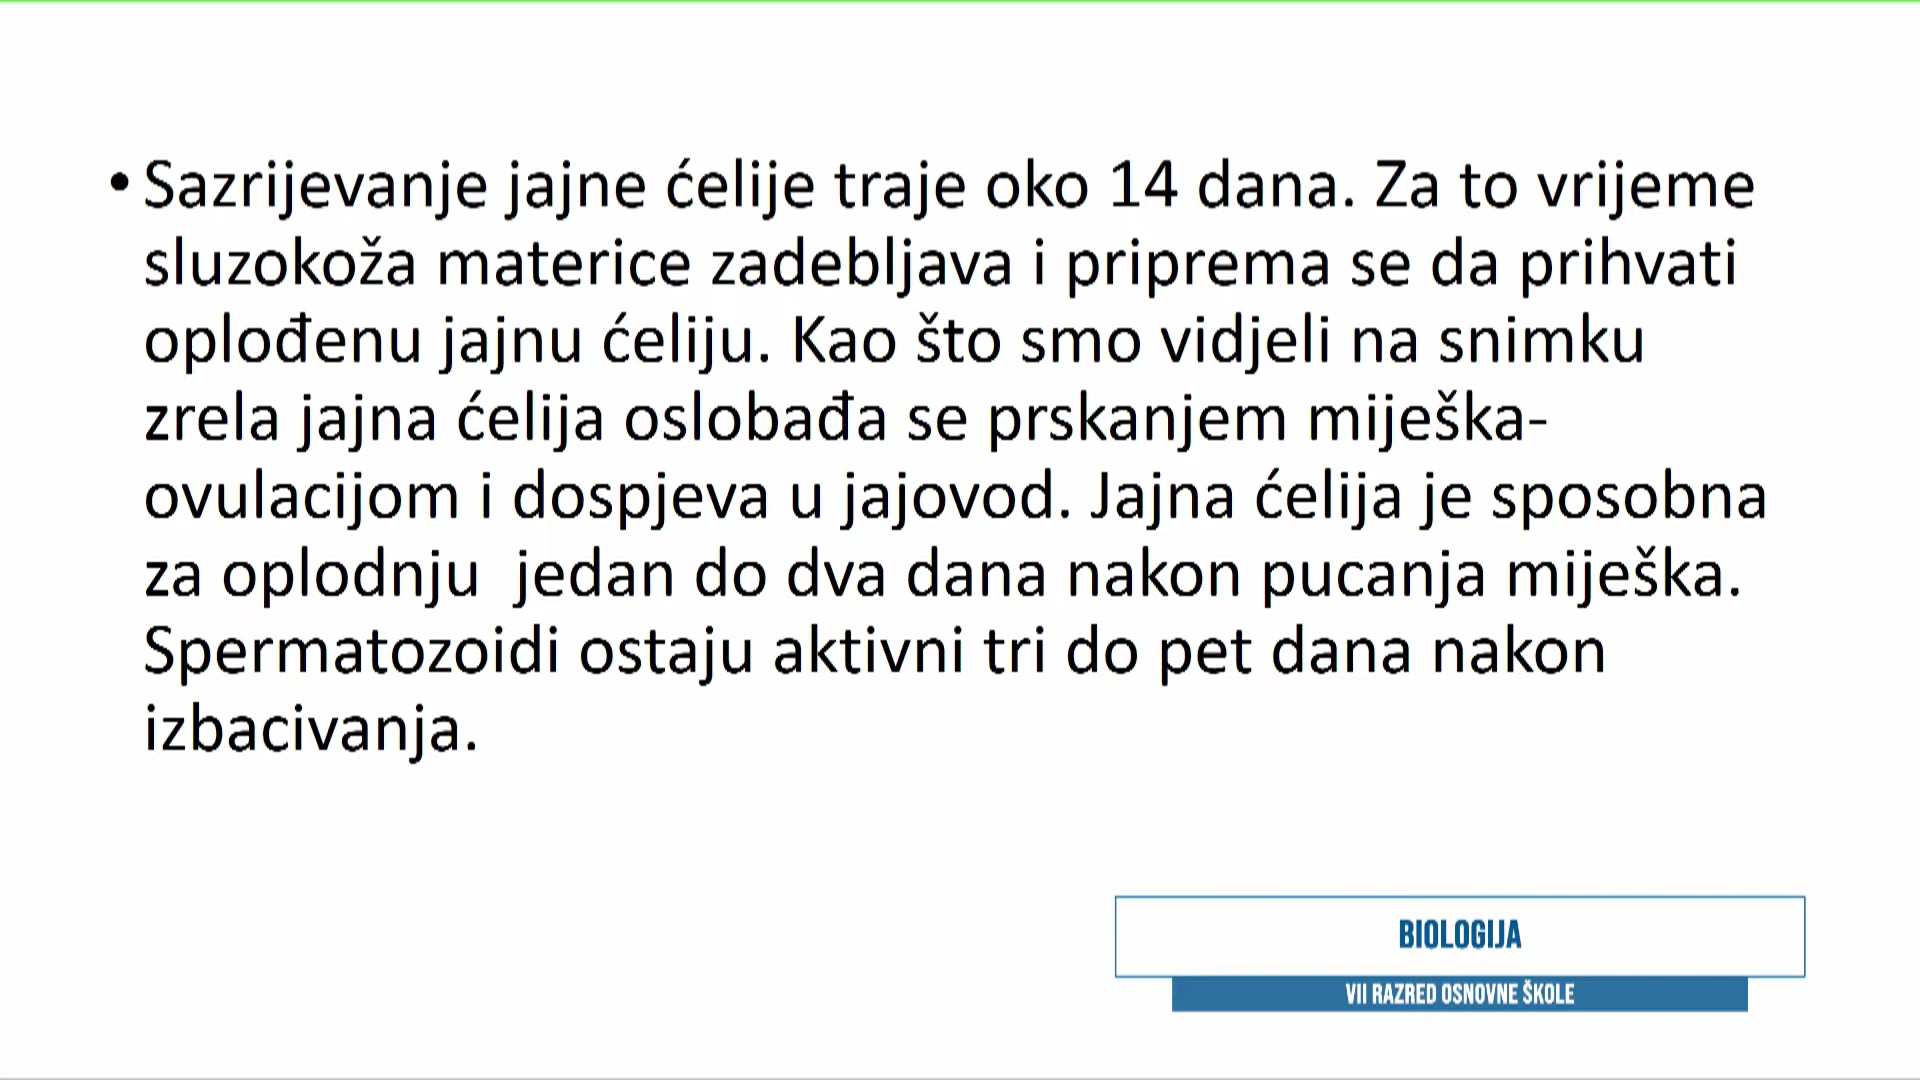 • Sazrijevanje jajne ćelije traje oko 14 dana. Za to vrijeme
sluzokoža materice zadebljava i priprema se da prihvati
oplođenu jajnu ćeliju. Kao što smo vidjeli na snimku
zrela jajna ćelija oslobađa se prskanjem miješka-
ovulacijom i dospjeva u jajovod. Jajna ćelija je sposobna
za oplodnju  jedan do dva dana nakon pucanja miješka.
Spermatozoidi ostaju aktivni tri do pet dana nakon
izbacivanja.
BIOLOGIJA
VII RAZRED OSNOVNE ŠKOLE